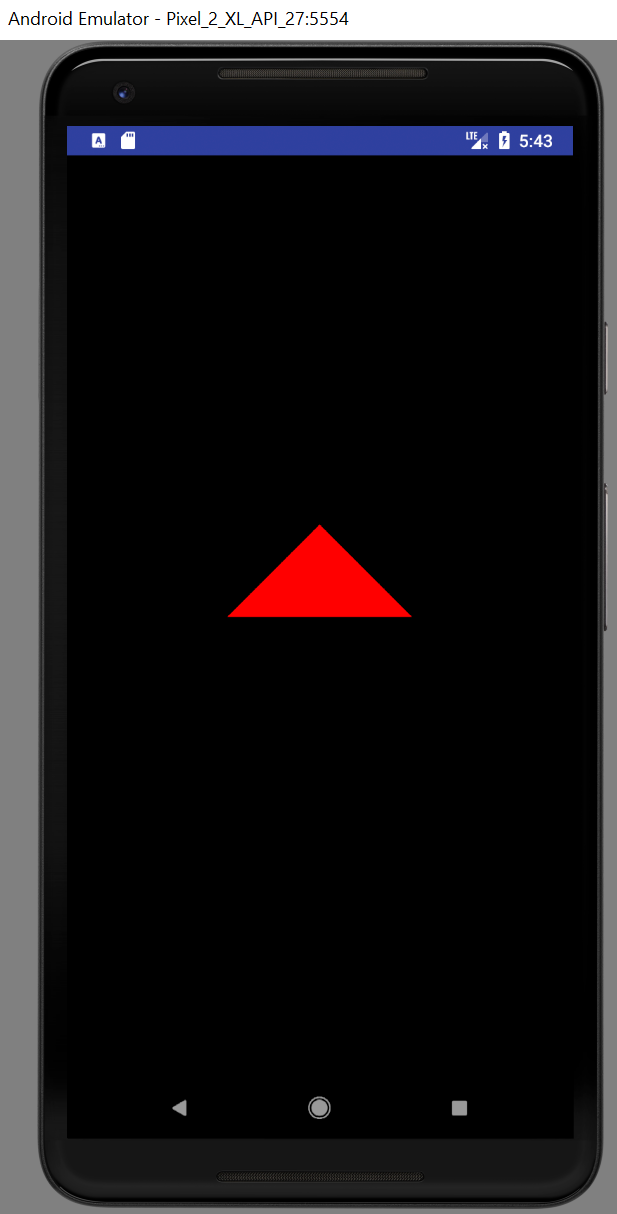 Android Emulator - Pixel_2_XL_API_27:5554
A
LTE
5:43